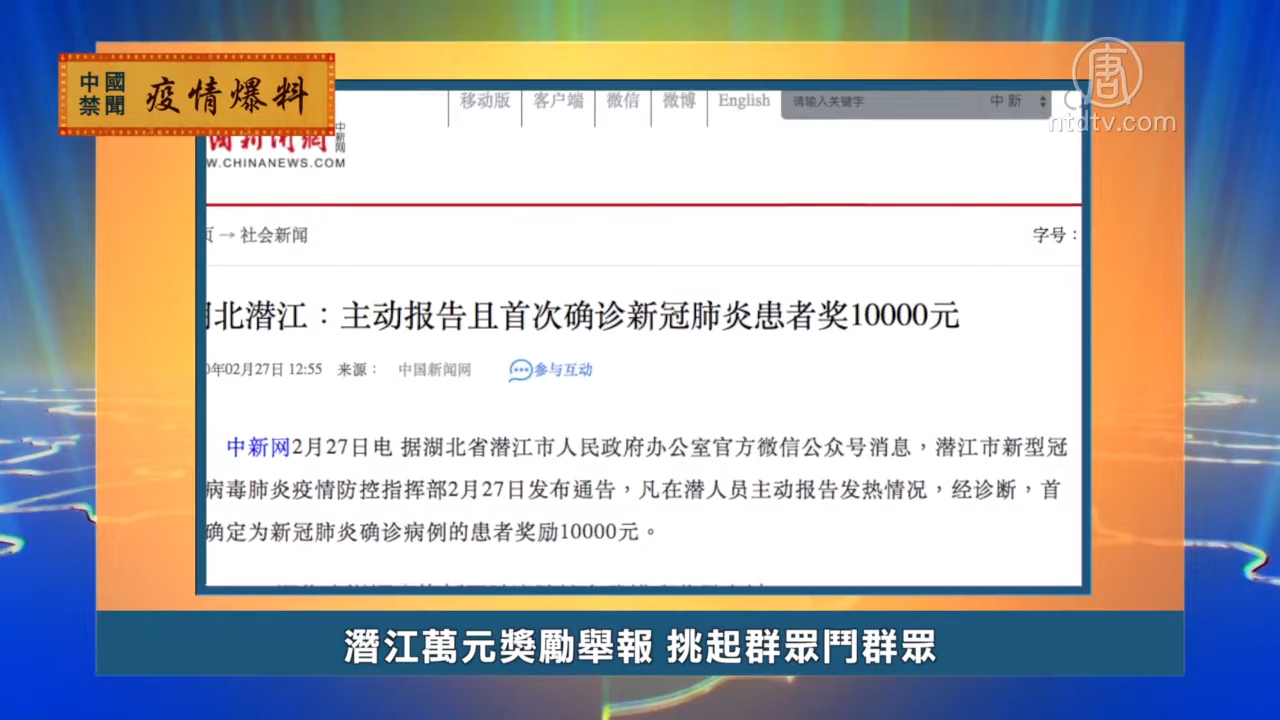 中國禁聞 疫情爆料
唐
ntdtv.com
移动版 客户端 微信 微博 English 请输入关键字 中新
中新网
W.CHINANEWS.COM
页→社会新闻 字号：
北潜江：主动报告且首次确诊新冠肺炎患者奖10000元
年02月27日 12:55 来源： 中国新闻网 参与互动
中新网2月27日电 据湖北省潜江市人民政府办公室官方微信公众号消息，潜江市新型冠
病毒肺炎疫情防控指挥部2月27日发布通告，凡在潜人员主动报告发热情况，经诊断，首
确定为新冠肺炎确诊病例的患者奖励10000元。
潛江萬元獎勵舉報 挑起群眾鬥群眾